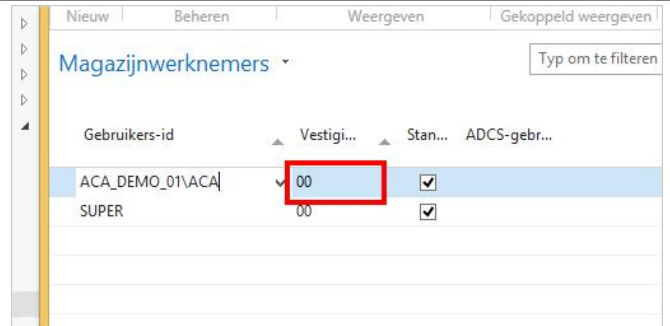 Nieuw Beheren Weergeven Gekoppeld weergeven
Magazijnwerknemers
Typ om te filteren
Gebruikers-id Vestigi... Stan... ADCS-gebr...
ACA_DEMO_01\ACA 00
SUPER 00